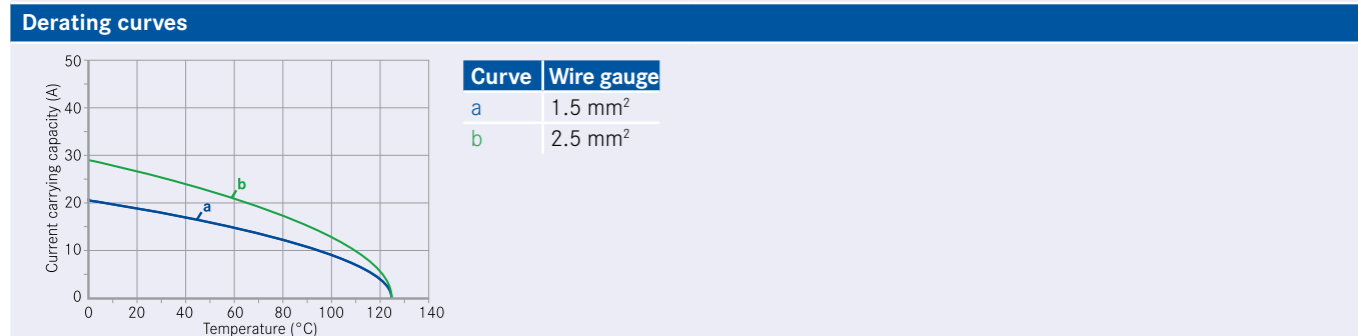 Derating curves
50
40
30
20
10
0
Current carrying capacity (A)
a
b
0 20 40 60 80 100 120 140
Temperature (°C)
Curve Wire gauge
a 1.5 mm²
b 2.5 mm²